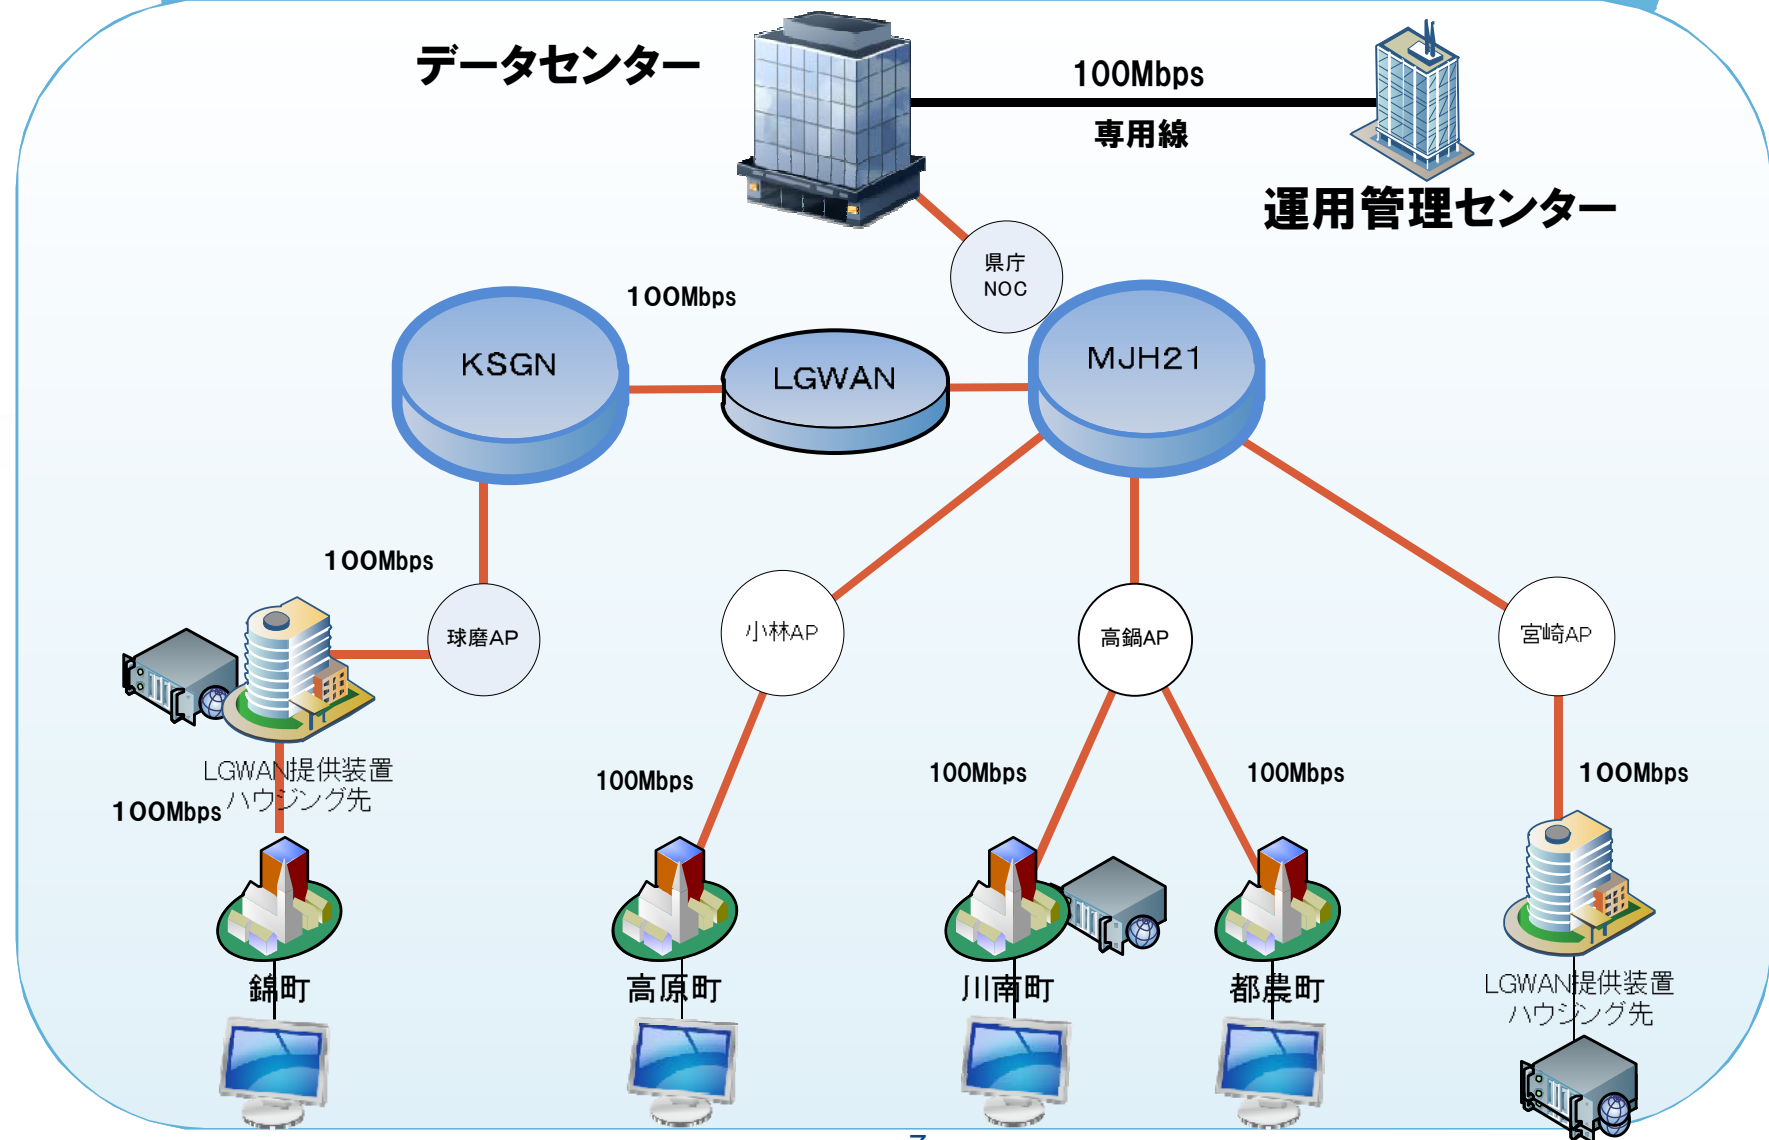 データセンター
100Mbps
専用線
運用管理センター
県庁
NOC
100Mbps
KSGN
LGWAN
MJH21
100Mbps
球磨AP
小林AP
高鍋AP
宮崎AP
LGWAN提供装置
ハウジング先
100Mbps
100Mbps
100Mbps
100Mbps
100Mbps
錦町
高原町
川南町
都農町
LGWAN提供装置
ハウジング先